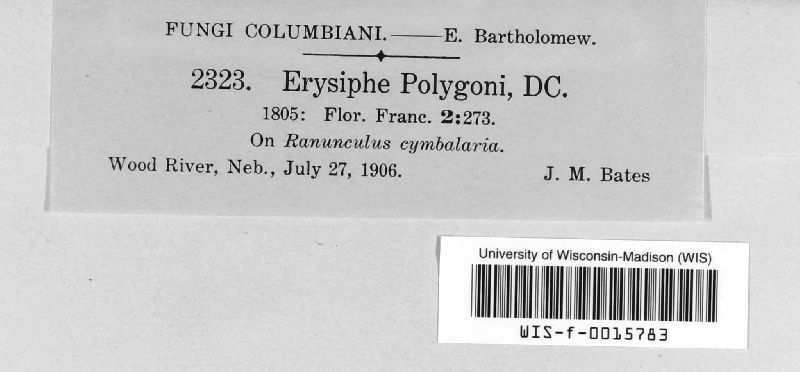 FUNGI COLUMBIANI.——E. Bartholomew.
2323. Erysiphe Polygoni, DC.
1805: Flor. Franc. 2:273.
On Ranunculus cymbalaria.
Wood River, Neb., July 27, 1906. J. M. Bates
University of Wisconsin-Madison (WIS)
WIS-f-0015783